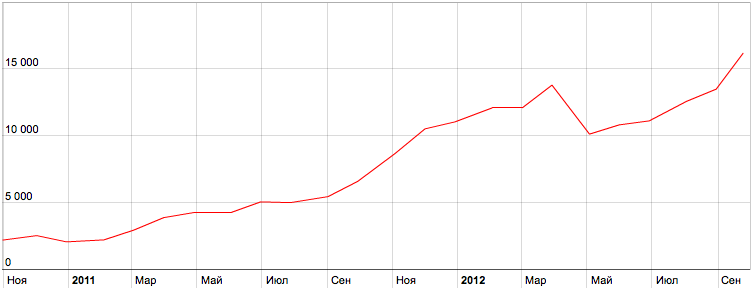 15 000
10 000
5 000
0
Ноя 2011 Мар Май Июл Сен Ноя 2012 Мар Май Июл Сен